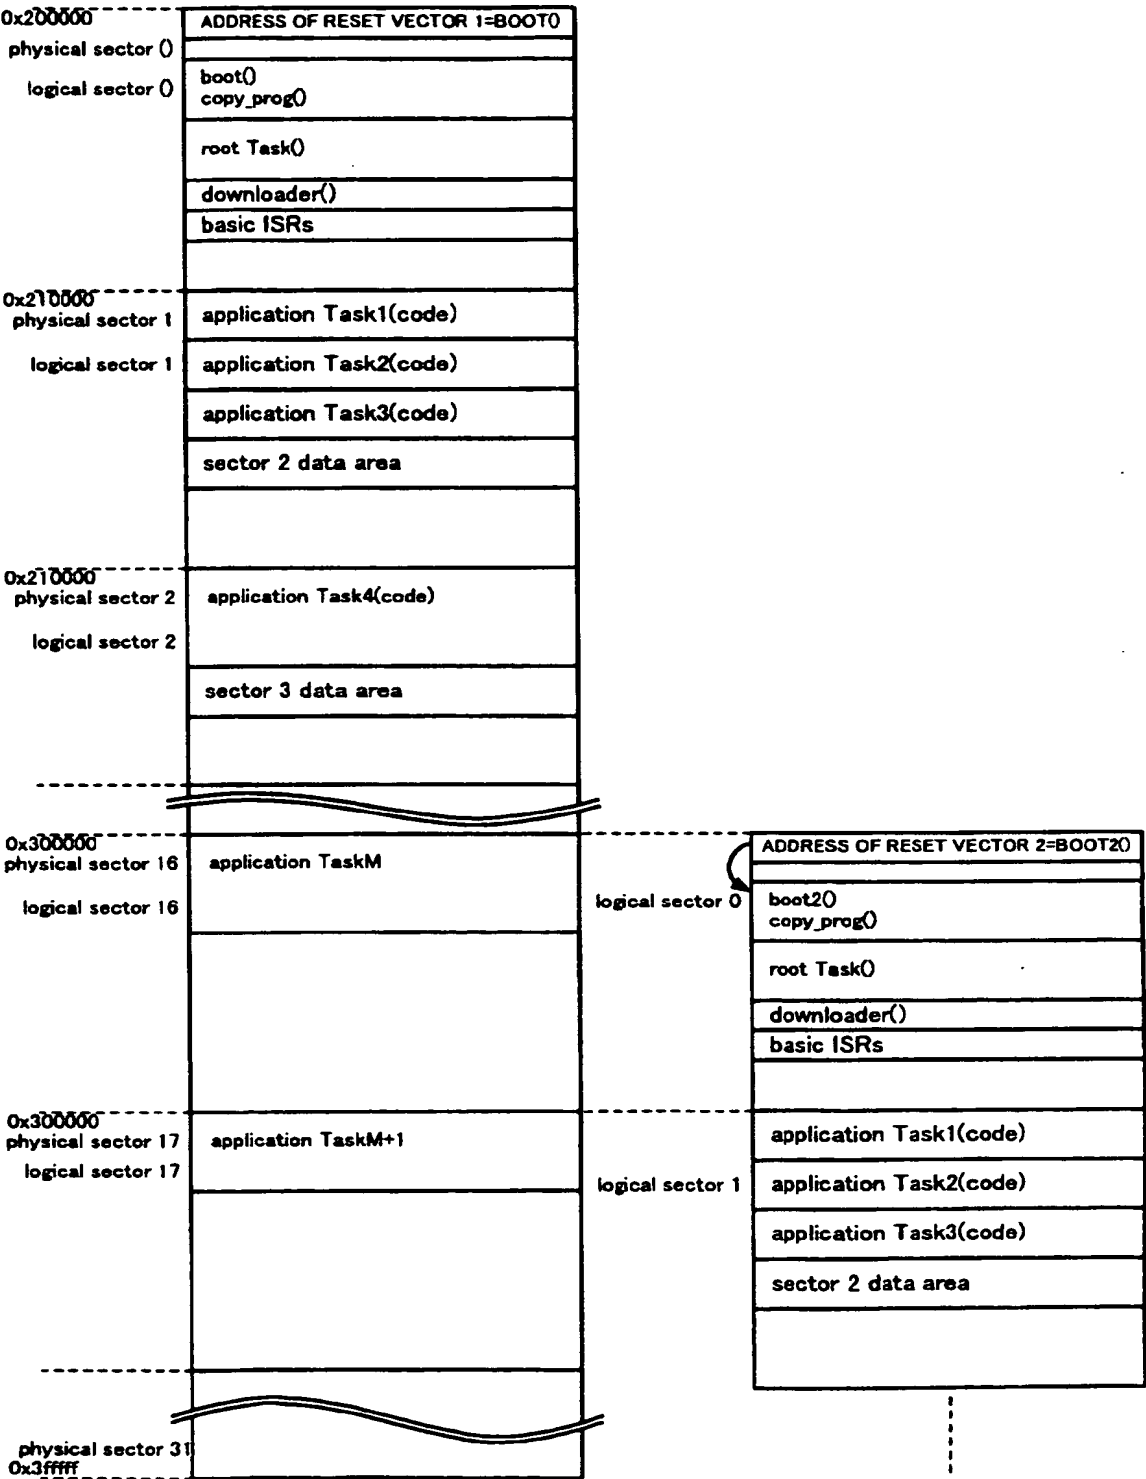 0x200000
ADDRESS OF RESET VECTOR 1=BOOT()
physical sector ()
logical sector ()
boot()
copy_prog()
root Task()
downloader()
basic ISRs
0x210000
physical sector 1
application Task1(code)
logical sector 1
application Task2(code)
application Task3(code)
sector 2 data area
0x210000
physical sector 2
application Task4(code)
logical sector 2
sector 3 data area
0x300000
physical sector 16
application TaskM
logical sector 16
ADDRESS OF RESET VECTOR 2=BOOT2()
logical sector 0
boot2()
copy_prog()
root Task()
downloader()
basic ISRs
0x300000
physical sector 17
application TaskM+1
logical sector 17
application Task1(code)
logical sector 1
application Task2(code)
application Task3(code)
sector 2 data area
physical sector 31
0x3fffff